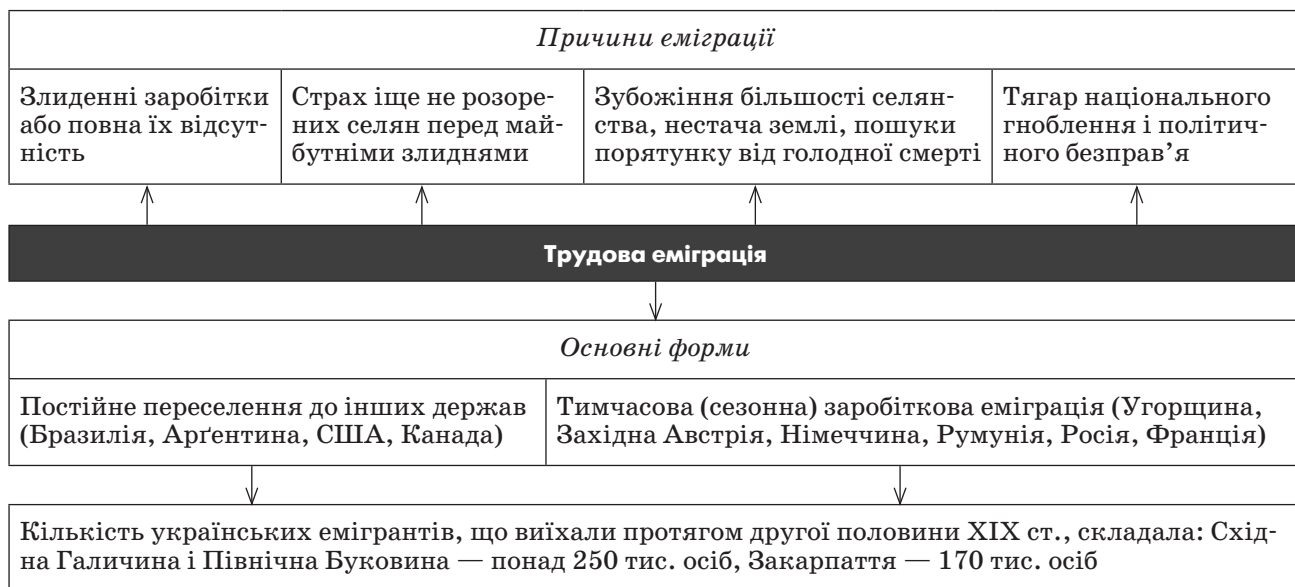 Причини еміграції
Злиденні заробітки
або повна їх відсут-
ність
Страх іще не розоре-
них селян перед май-
бутніми злиднями
Зубожіння більшості селян-
ства, нестача землі, пошуки
порятунку від голодної смерті
Тягар національного
гноблення і політич-
ного безправ’я
Трудова еміграція
Основні форми
Постійне переселення до інших держав
(Бразилія, Арґентина, США, Канада)
Тимчасова (сезонна) заробіткова еміграція (Угорщина,
Західна Австрія, Німеччина, Румунія, Росія, Франція)
Кількість українських емігрантів, що виїхали протягом другої половини XIX ст., складала: Схід-
на Галичина і Північна Буковина — понад 250 тис. осіб, Закарпаття — 170 тис. осіб